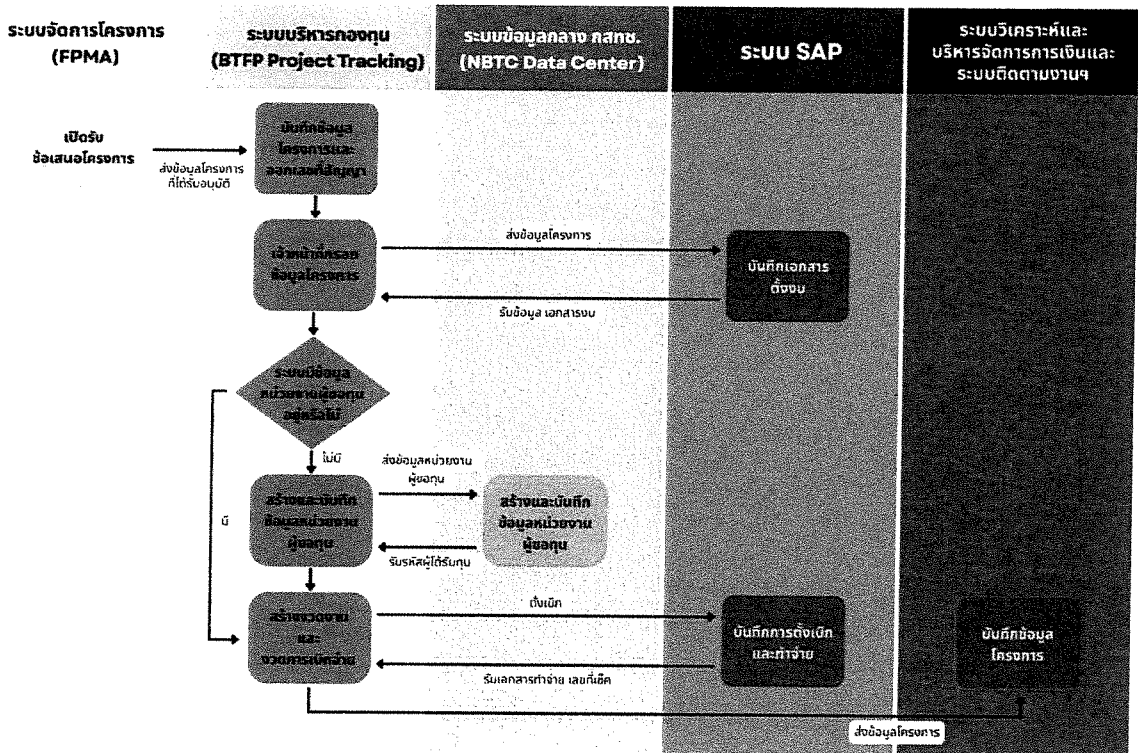 ระบบจัดการโครงการ
(FPMA)
ระบบบริหารกองทุน
(BTFP Project Tracking)
ระบบข้อมูลกลาง กสทช.
(NBTC Data Center)
ระบบ SAP
ระบบวิเคราะห์และ
บริหารจัดการการเงินและ
ระบบติดตามงานฯ
เปิดรับ
ข้อเสนอโครงการ
ส่งข้อมูลโครงการ
ที่ได้รับอนุมัติ
บันทึกข้อมูล
โครงการและ
ออกเลขที่สัญญา
เจ้าหน้าที่กรอก
ข้อมูลโครงการ
ส่งข้อมูลโครงการ
บันทึกเอกสาร
ตั้งงบ
รับข้อมูล เอกสารงบ
ระบบมีข้อมูล
หน่วยงานผู้ขอทุน
อยู่หรือไม่
ไม่มี
มี
ส่งข้อมูลหน่วยงาน
ผู้ขอทุน
สร้างและบันทึก
ข้อมูลหน่วยงาน
ผู้ขอทุน
สร้างและบันทึก
ข้อมูลหน่วยงาน
ผู้ขอทุน
รับรหัสผู้ได้รับทุน
สร้างงวดงาน
และ
งวดการเบิกจ่าย
ตั้งเบิก
บันทึกการตั้งเบิก
และทำจ่าย
รับเอกสารทำจ่าย เลขที่เช็ค
บันทึกข้อมูล
โครงการ
ส่งข้อมูลโครงการ